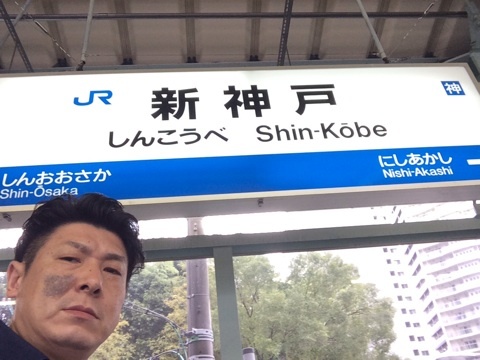 JR 新神戸 神
しんこうべ Shin-Kōbe
しんおおさか にしあかし
Shin-Ōsaka Nishi-Akashi